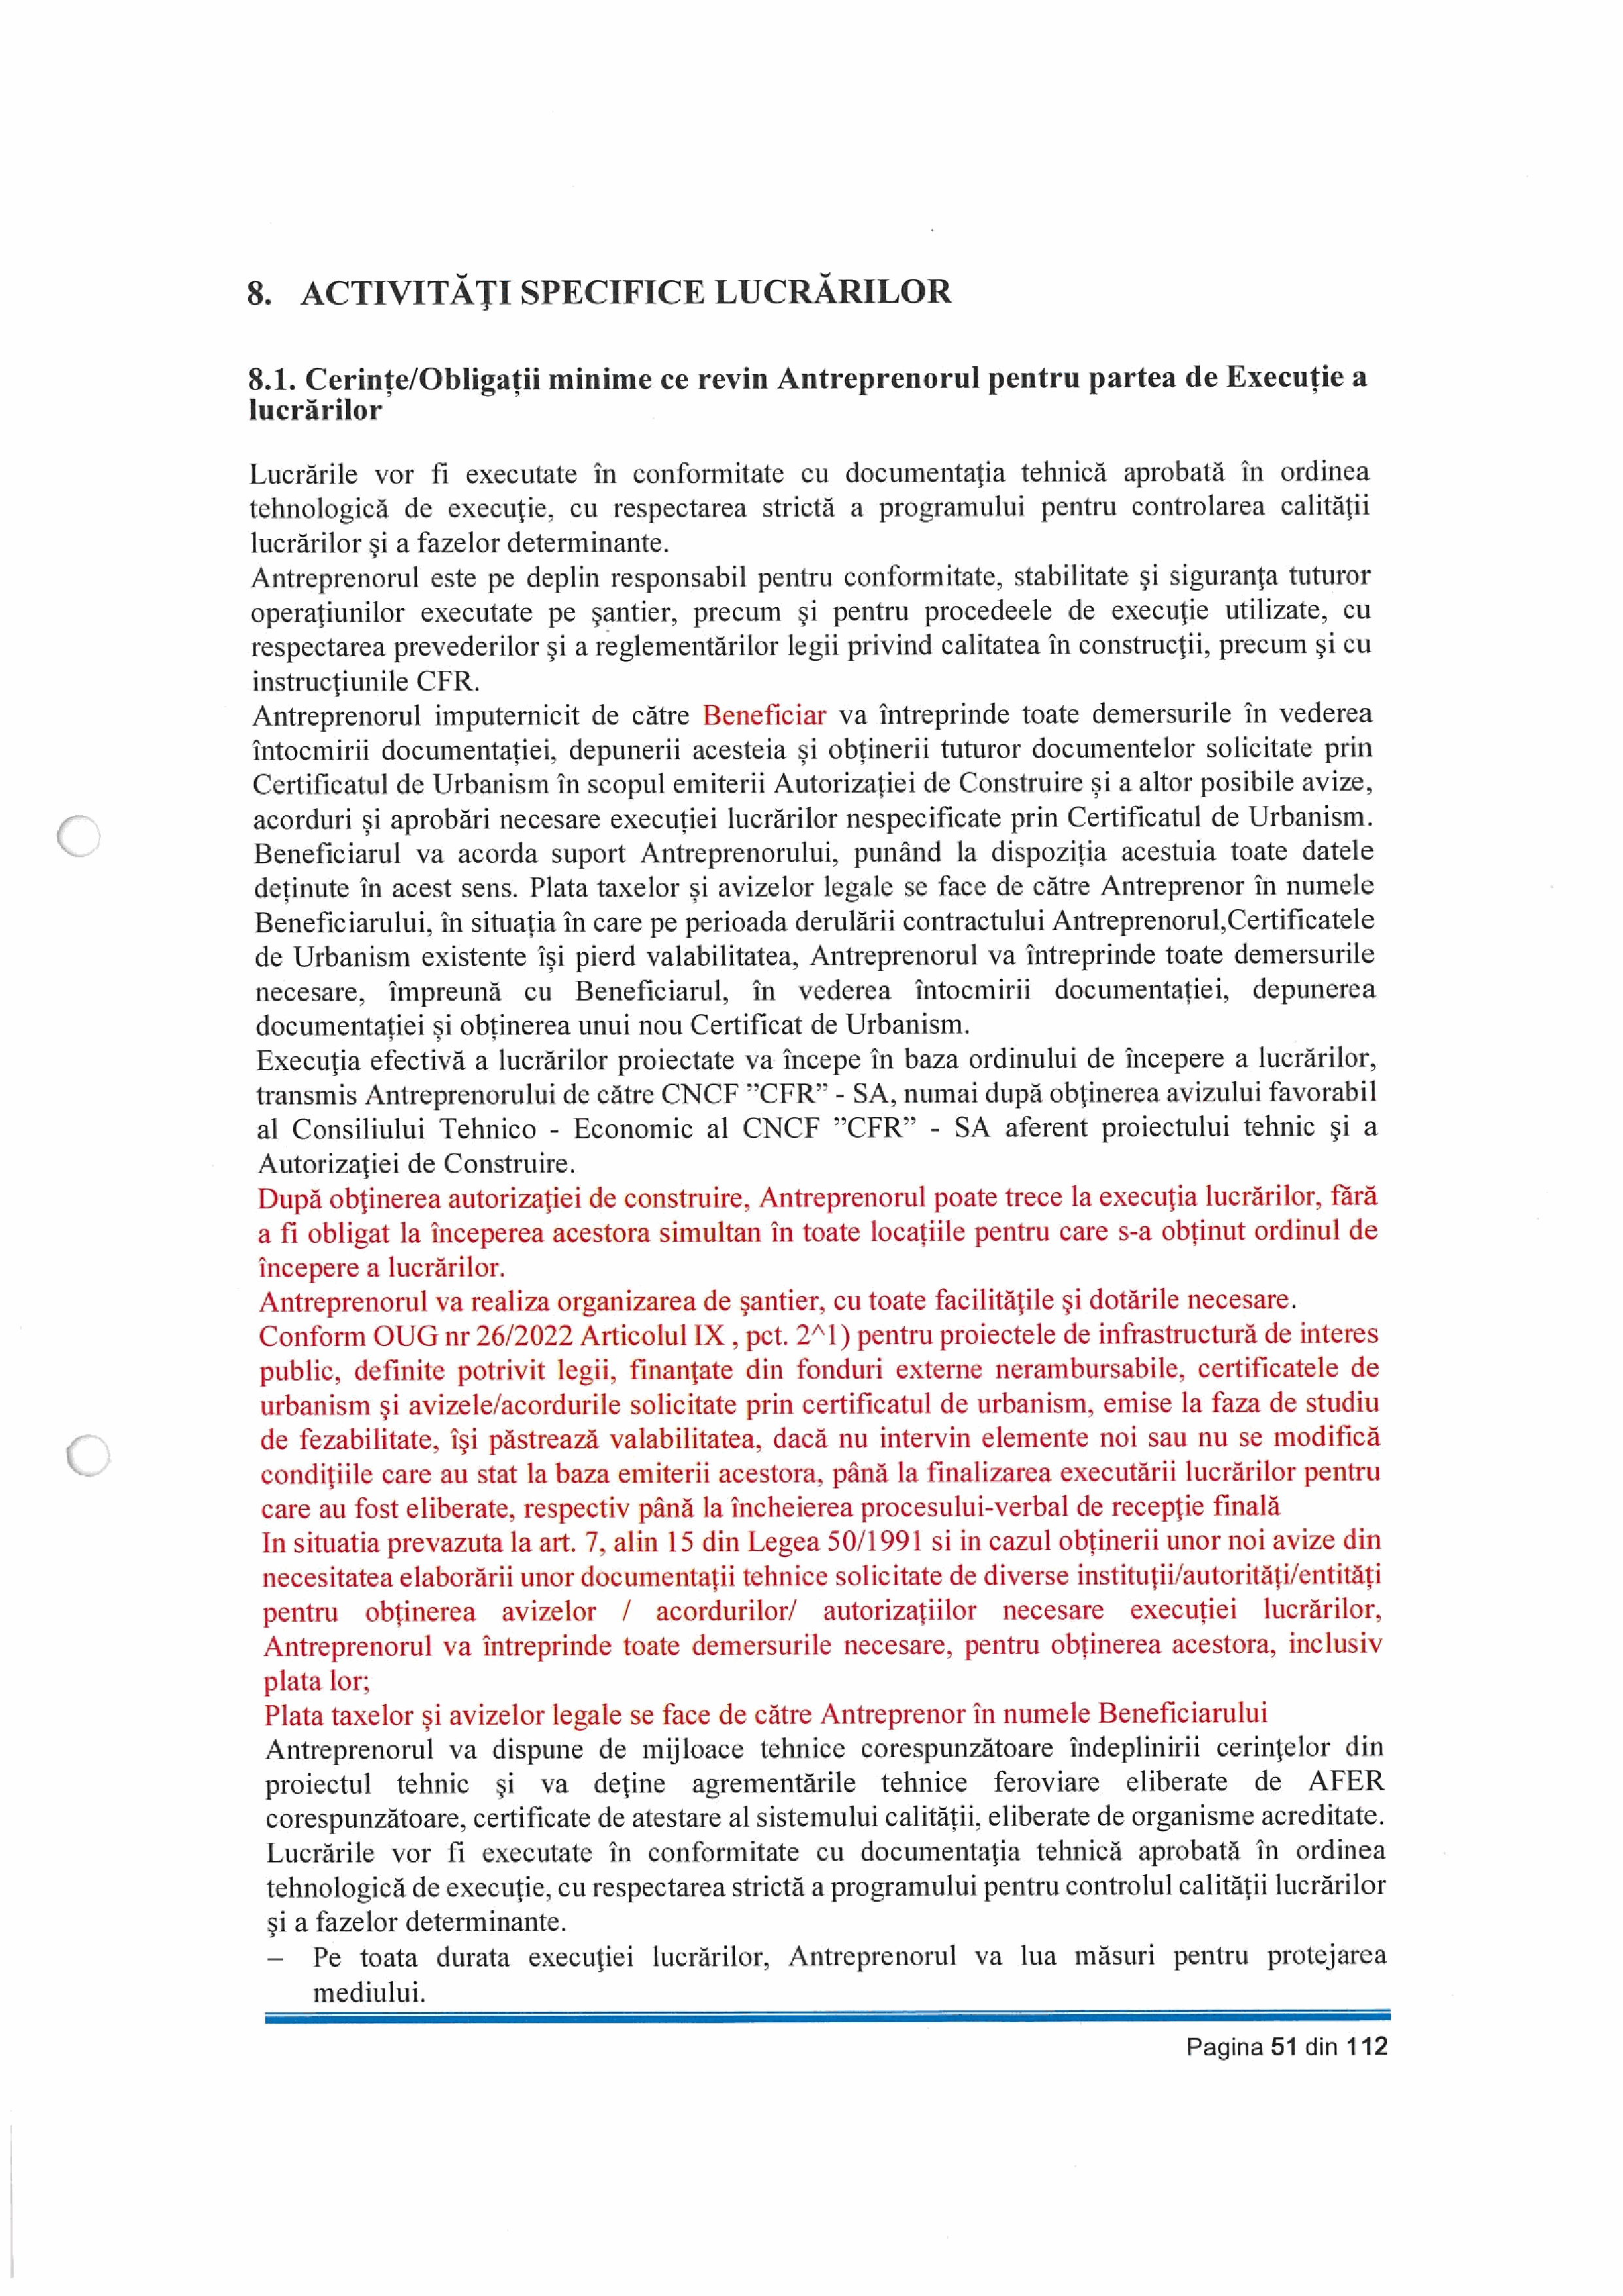 8. ACTIVITĂȚI SPECIFICE LUCRĂRILOR
8.1. Cerințe/Obligații minime ce revin Antreprenorul pentru partea de Execuție a
lucrărilor
Lucrările vor fi executate în conformitate cu documentaţia tehnică aprobată în ordinea
tehnologică de execuţie, cu respectarea strictă a programului pentru controlarea calităţii
lucrărilor şi a fazelor determinante.
Antreprenorul este pe deplin responsabil pentru conformitate, stabilitate şi siguranţa tuturor
operaţiunilor executate pe şantier, precum şi pentru procedeele de execuţie utilizate, cu
respectarea prevederilor şi a reglementărilor legii privind calitatea în construcţii, precum şi cu
instrucţiunile CFR.
Antreprenorul imputernicit de către Beneficiar va întreprinde toate demersurile în vederea
întocmirii documentației, depunerii acesteia și obținerii tuturor documentelor solicitate prin
Certificatul de Urbanism în scopul emiterii Autorizației de Construire și a altor posibile avize,
acorduri și aprobări necesare execuției lucrărilor nespecificate prin Certificatul de Urbanism.
Beneficiarul va acorda suport Antreprenorului, punând la dispoziția acestuia toate datele
deținute în acest sens. Plata taxelor și avizelor legale se face de către Antreprenor în numele
Beneficiarului, în situația în care pe perioada derulării contractului Antreprenorul,Certificatele
de Urbanism existente își pierd valabilitatea, Antreprenorul va întreprinde toate demersurile
necesare, împreună cu Beneficiarul, în vederea întocmirii documentației, depunerea
documentației și obținerea unui nou Certificat de Urbanism.
Execuţia efectivă a lucrărilor proiectate va începe în baza ordinului de începere a lucrărilor,
transmis Antreprenorului de către CNCF ”CFR” - SA, numai după obţinerea avizului favorabil
al Consiliului Tehnico - Economic al CNCF ”CFR” - SA aferent proiectului tehnic şi a
Autorizaţiei de Construire.
După obţinerea autorizaţiei de construire, Antreprenorul poate trece la execuţia lucrărilor, fără
a fi obligat la începerea acestora simultan în toate locațiile pentru care s-a obținut ordinul de
începere a lucrărilor.
Antreprenorul va realiza organizarea de şantier, cu toate facilităţile şi dotările necesare.
Conform OUG nr 26/2022 Articolul IX , pct. 2^1) pentru proiectele de infrastructură de interes
public, definite potrivit legii, finanţate din fonduri externe nerambursabile, certificatele de
urbanism şi avizele/acordurile solicitate prin certificatul de urbanism, emise la faza de studiu
de fezabilitate, îşi păstrează valabilitatea, dacă nu intervin elemente noi sau nu se modifică
condiţiile care au stat la baza emiterii acestora, până la finalizarea executării lucrărilor pentru
care au fost eliberate, respectiv până la încheierea procesului-verbal de recepţie finală
In situatia prevazuta la art. 7, alin 15 din Legea 50/1991 si in cazul obținerii unor noi avize din
necesitatea elaborării unor documentații tehnice solicitate de diverse instituții/autorități/entități
pentru obținerea avizelor / acordurilor/ autorizațiilor necesare execuției lucrărilor,
Antreprenorul va întreprinde toate demersurile necesare, pentru obținerea acestora, inclusiv
plata lor;
Plata taxelor și avizelor legale se face de către Antreprenor în numele Beneficiarului
Antreprenorul va dispune de mijloace tehnice corespunzătoare îndeplinirii cerinţelor din
proiectul tehnic şi va deţine agrementările tehnice feroviare eliberate de AFER
corespunzătoare, certificate de atestare al sistemului calității, eliberate de organisme acreditate.
Lucrările vor fi executate în conformitate cu documentaţia tehnică aprobată în ordinea
tehnologică de execuţie, cu respectarea strictă a programului pentru controlul calităţii lucrărilor
şi a fazelor determinante.
– Pe toata durata execuţiei lucrărilor, Antreprenorul va lua măsuri pentru protejarea
mediului.
Pagina 51 din 112